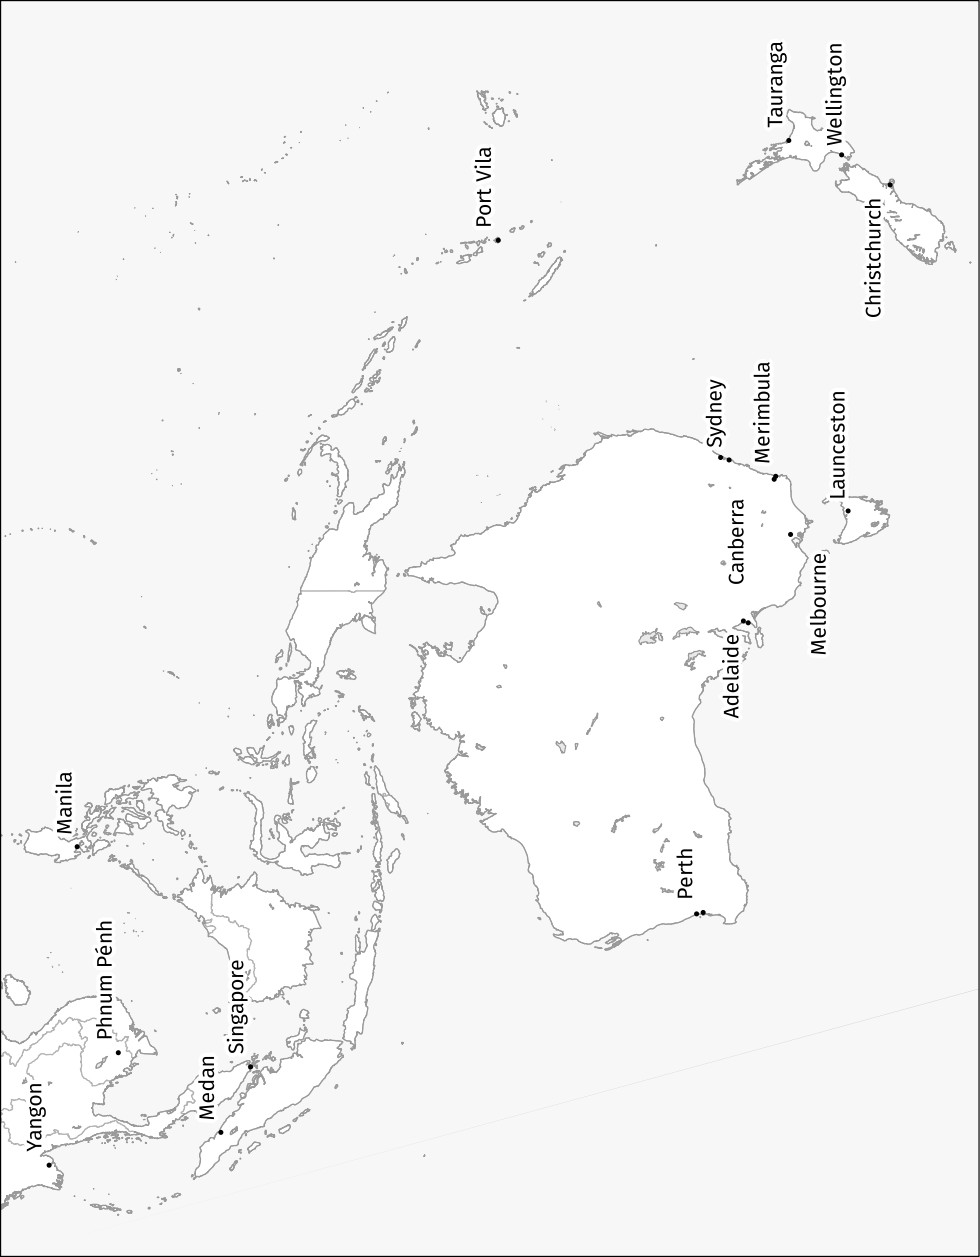 Yangon
Phnum Pénh
Manila
Medan
Singapore
Port Vila
Perth
Adelaide
Canberra
Sydney
Merimbula
Melbourne
Launceston
Tauranga
Wellington
Christchurch